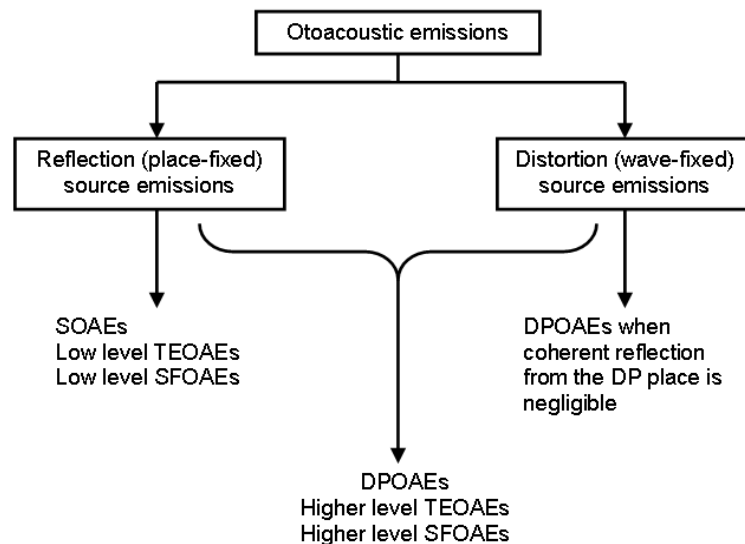 Otoacoustic emissions
Reflection (place-fixed)
source emissions
Distortion (wave-fixed)
source emissions
SOAEs
Low level TEOAEs
Low level SFOAEs
DPOAEs when
coherent reflection
from the DP place is
negligible
DPOAEs
Higher level TEOAEs
Higher level SFOAEs